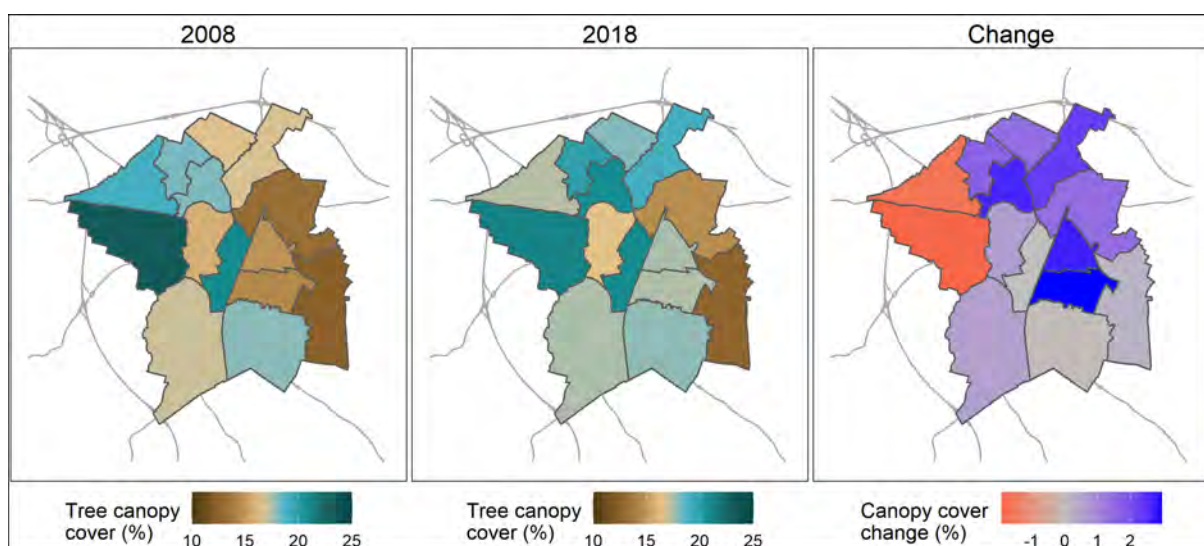 2008
2018
Change
Tree canopy
cover (%)
10 15 20 25
Tree canopy
cover (%)
10 15 20 25
Canopy cover
change (%)
-1 0 1 2